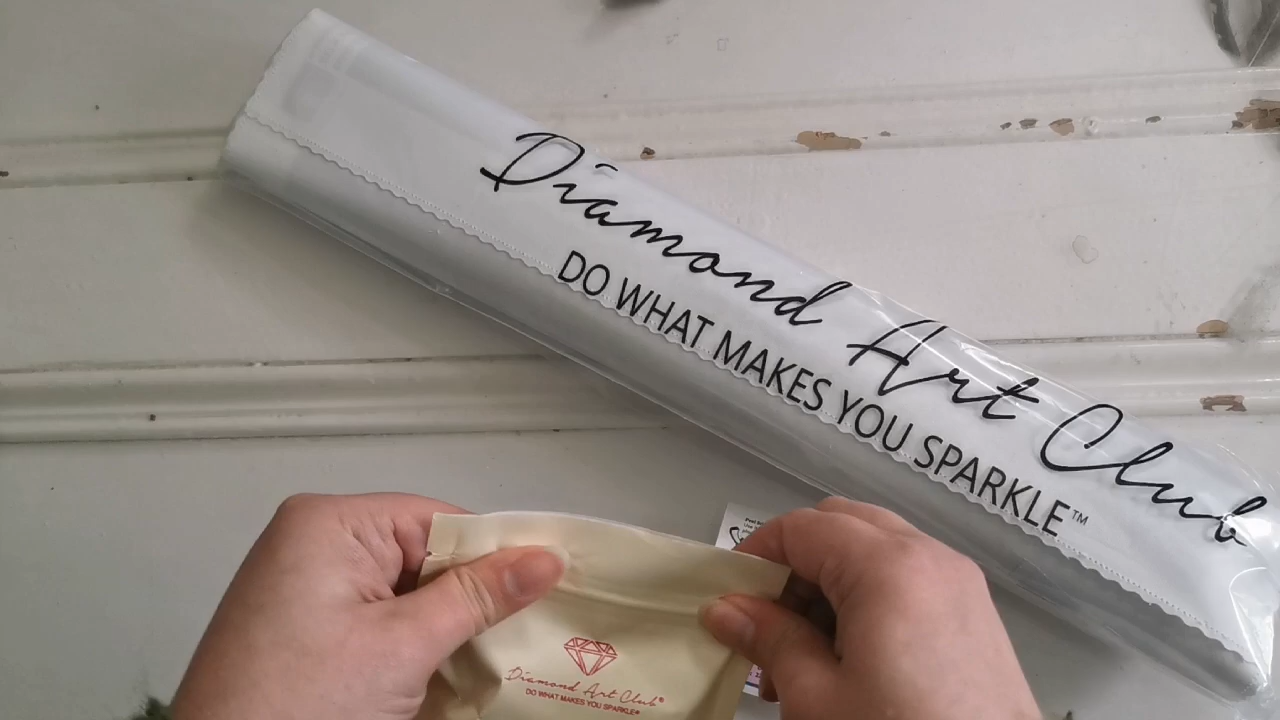 Diamond Art Club
DO WHAT MAKES YOU SPARKLE™
Diamond Art Club®
DO WHAT MAKES YOU SPARKLE®